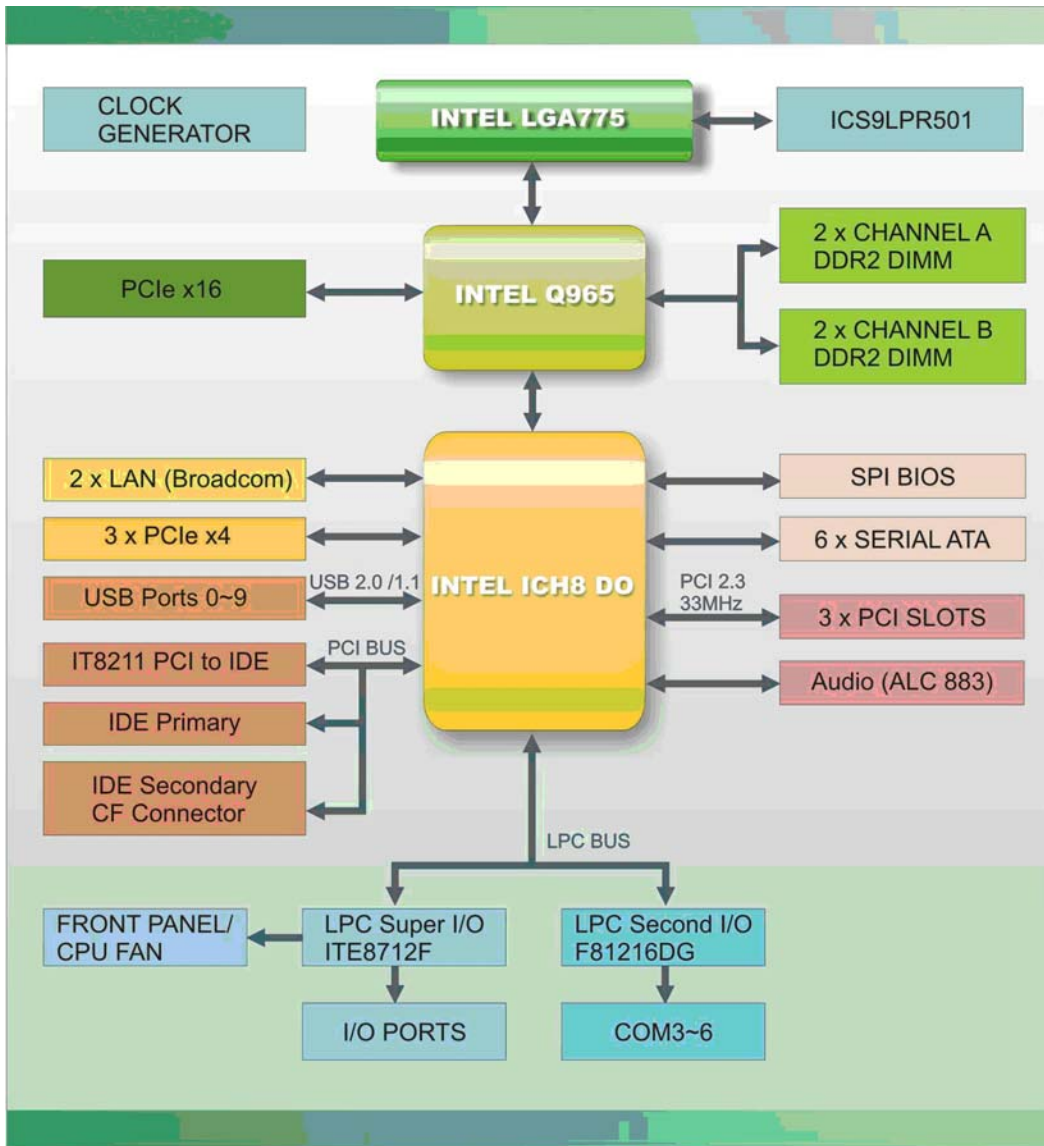 CLOCK
GENERATOR
INTEL LGA775
ICS9LPR501
2 x CHANNEL A
DDR2 DIMM
PCIe x16
INTEL Q965
2 x CHANNEL B
DDR2 DIMM
2 x LAN (Broadcom)
SPI BIOS
3 x PCIe x4
6 x SERIAL ATA
USB 2.0 /1.1
INTEL ICH8 DO
PCI 2.3
33MHz
USB Ports 0~9
3 x PCI SLOTS
PCI BUS
IT8211 PCI to IDE
Audio (ALC 883)
IDE Primary
IDE Secondary
CF Connector
LPC BUS
FRONT PANEL/
CPU FAN
LPC Super I/O
ITE8712F
LPC Second I/O
F81216DG
I/O PORTS
COM3~6